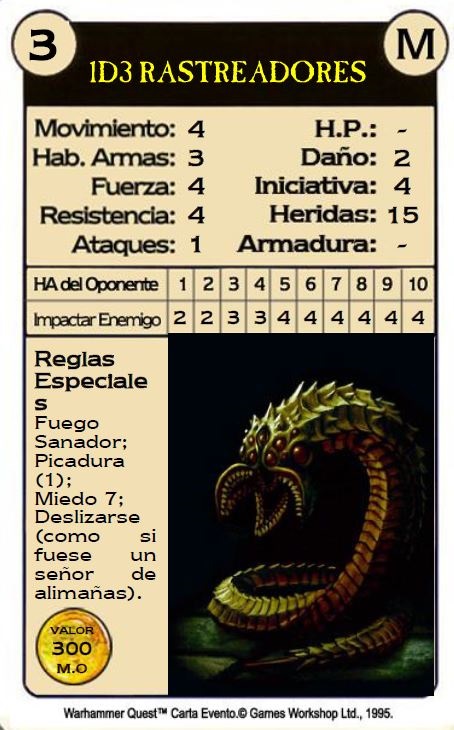 3
M
1D3 RASTREADORES
Movimiento: 4 H.P.: -
Hab. Armas: 3 Daño: 2
Fuerza: 4 Iniciativa: 4
Resistencia: 4 Heridas: 15
Ataques: 1 Armadura: -
HA del Oponente 1 2 3 4 5 6 7 8 9 10
Impactar Enemigo 2 2 3 3 4 4 4 4 4 4
Reglas
Especiale
s
Fuego
Sanador;
Picadura
(1);
Miedo 7;
Deslizarse
(como si
fuese un
señor de
alimañas).
VALOR
300
M.O
Warhammer Quest™ Carta Evento.© Games Workshop Ltd., 1995.